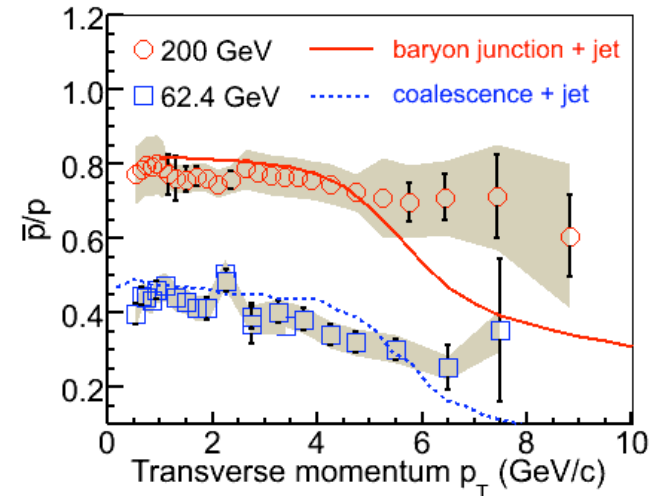 1.2
200 GeV
baryon junction + jet
62.4 GeV
coalescence + jet
1.0
0.8
p̅/p
0.6
0.4
0.2
0 2 4 6 8 10
Transverse momentum p_T (GeV/c)